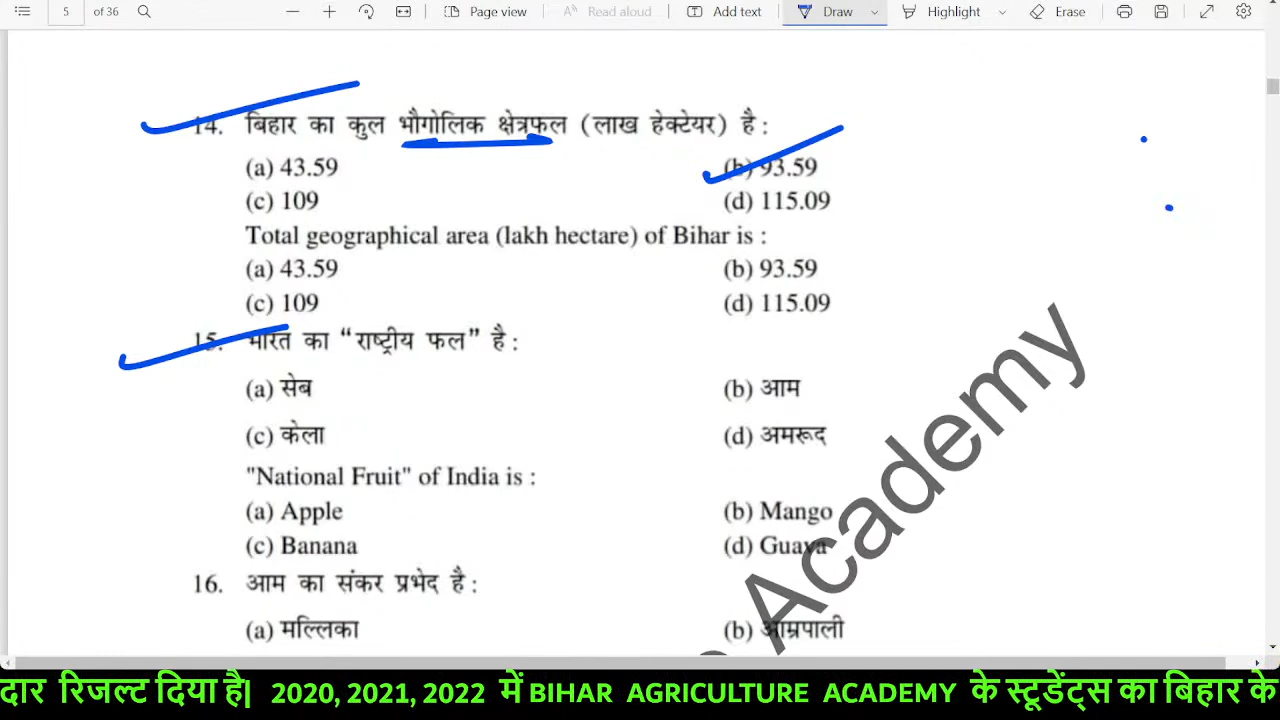 5 of 36 Page view Read aloud Add text Draw Highlight Erase
14. बिहार का कुल भौगोलिक क्षेत्रफल (लाख हेक्टेयर) है :
(a) 43.59 (b) 93.59
(c) 109 (d) 115.09
Total geographical area (lakh hectare) of Bihar is :
(a) 43.59 (b) 93.59
(c) 109 (d) 115.09
15. भारत का “राष्ट्रीय फल” है :
(a) सेब (b) आम
(c) केला (d) अमरूद
"National Fruit" of India is :
(a) Apple (b) Mango
(c) Banana (d) Guava
16. आम का संकर प्रभेद है :
(a) मल्लिका (b) आम्रपाली
Academy
दार रिजल्ट दिया है| 2020, 2021, 2022 में BIHAR AGRICULTURE ACADEMY के स्टूडेंट्स का बिहार के